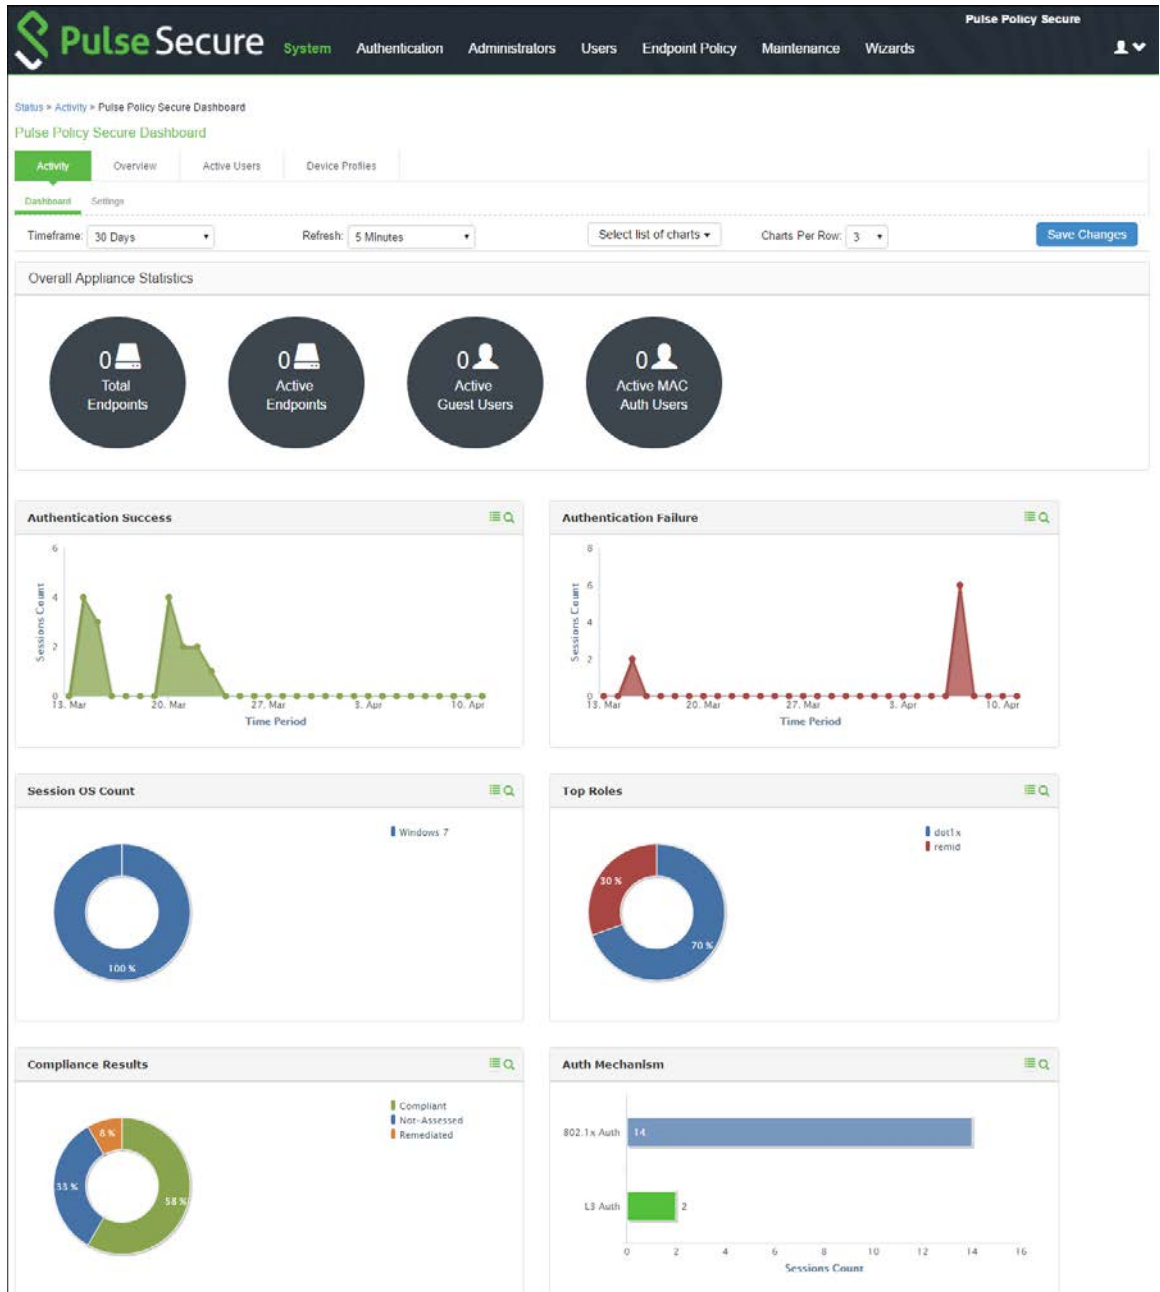 Pulse Policy Secure
Pulse Secure System Authentication Administrators Users Endpoint Policy Maintenance Wizards
Status > Activity > Pulse Policy Secure Dashboard
Pulse Policy Secure Dashboard
Activity Overview Active Users Device Profiles
Dashboard Settings
Timeframe: 30 Days Refresh: 5 Minutes Select list of charts Charts Per Row: 3 Save Changes
Overall Appliance Statistics
0
Total
Endpoints
0
Active
Endpoints
0
Active
Guest Users
0
Active MAC
Auth Users
Authentication Success
6
4
2
0
Sessions Count
13. Mar 20. Mar 27. Mar 3. Apr 10. Apr
Time Period
Authentication Failure
8
6
4
2
0
Sessions Count
13. Mar 20. Mar 27. Mar 3. Apr 10. Apr
Time Period
Session OS Count
Windows 7
100 %
Top Roles
dot1x
remid
30 %
70 %
Compliance Results
Compliant
Not-Assessed
Remediated
8 %
33 %
58 %
Auth Mechanism
802.1x Auth 14
L3 Auth 2
0 2 4 6 8 10 12 14 16
Sessions Count